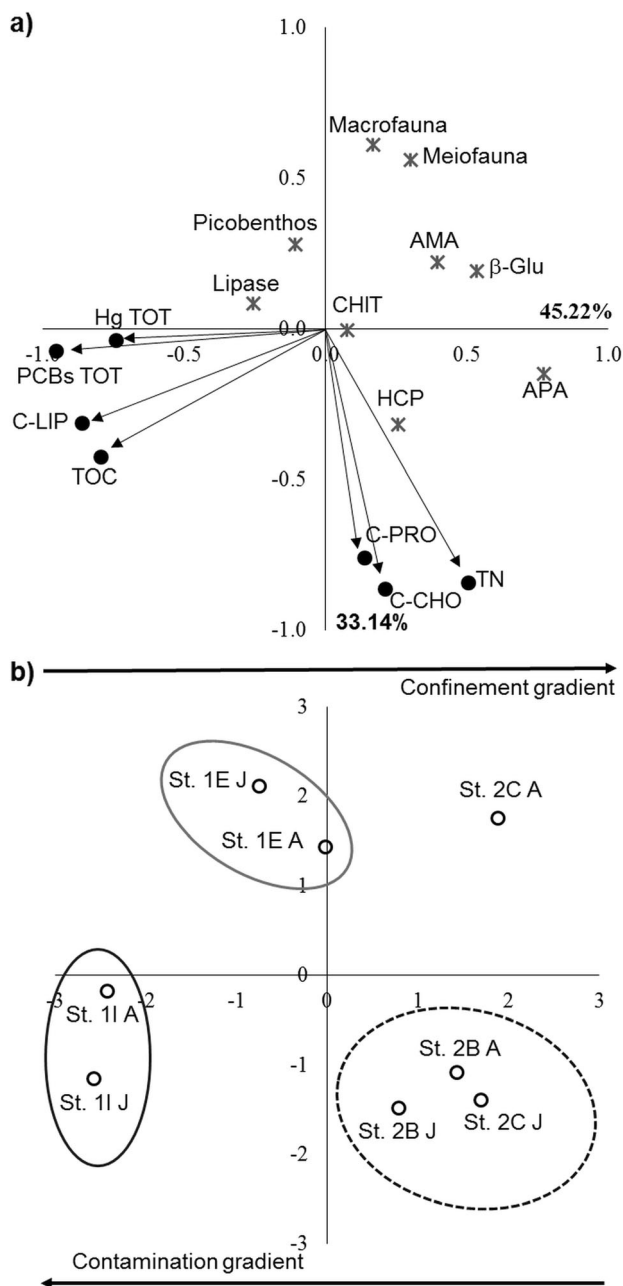 a)
1.0
Macrofauna
Meiofauna
0.5
Picobenthos
AMA
β-Glu
Lipase
CHIT
Hg TOT
45.22%
0.0
-1.0
-0.5
0.0
0.5
1.0
PCBs TOT
APA
HCP
C-LIP
TOC
-0.5
C-PRO
TN
C-CHO
33.14%
-1.0
b)
Confinement gradient
3
St. 1E J
2
St. 2C A
St. 1E A
1
0
-3
-2
-1
0
1
2
3
St. 1I A
-1
St. 2B A
St. 1I J
St. 2B J
St. 2C J
-2
-3
Contamination gradient